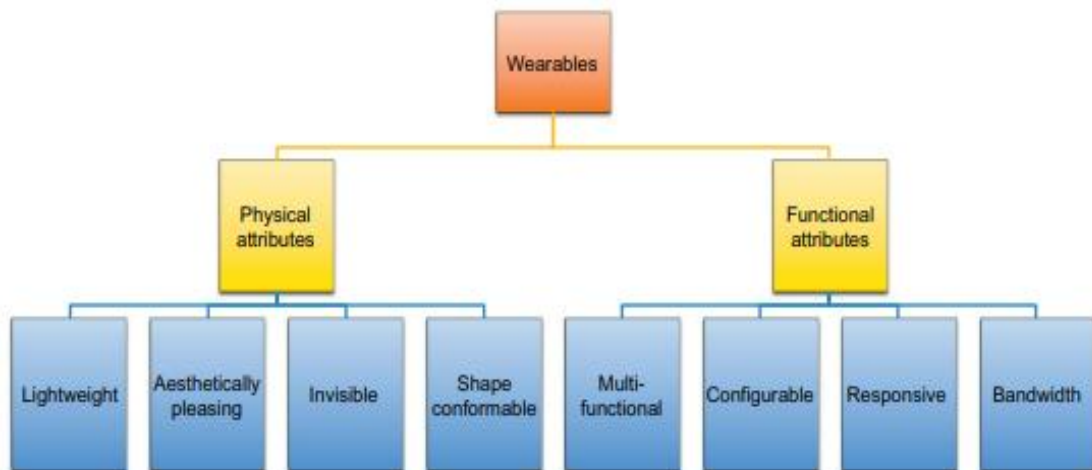 Wearables
Physical
attributes
Functional
attributes
Lightweight
Aesthetically
pleasing
Invisible
Shape
conformable
Multi-
functional
Configurable
Responsive
Bandwidth